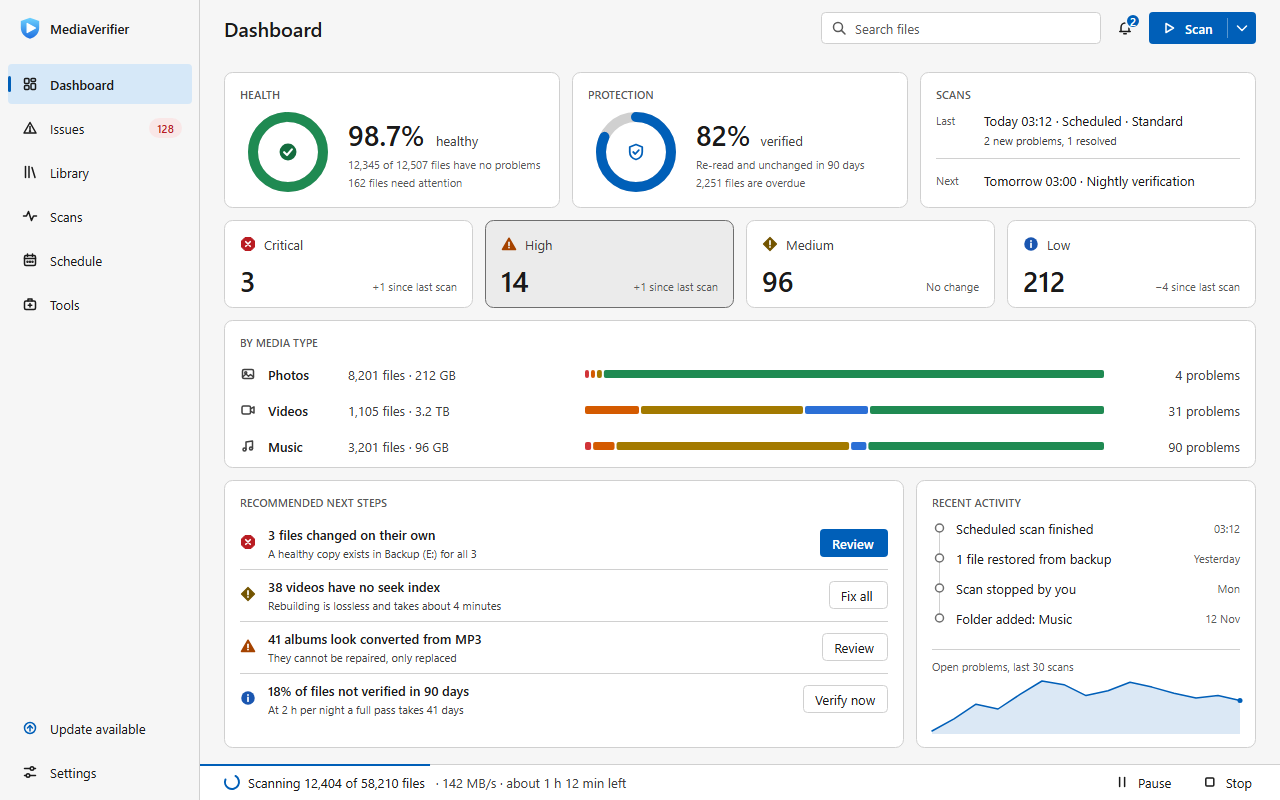 MediaVerifier
Dashboard
Issues 128
Library
Scans
Schedule
Tools
Update available
Settings
Dashboard
Search files
2
Scan
HEALTH
98.7% healthy
12,345 of 12,507 files have no problems
162 files need attention
PROTECTION
82% verified
Re-read and unchanged in 90 days
2,251 files are overdue
SCANS
Last Today 03:12 · Scheduled · Standard
2 new problems, 1 resolved
Next Tomorrow 03:00 · Nightly verification
Critical
3 +1 since last scan
High
14 +1 since last scan
Medium
96 No change
Low
212 −4 since last scan
BY MEDIA TYPE
Photos 8,201 files · 212 GB 4 problems
Videos 1,105 files · 3.2 TB 31 problems
Music 3,201 files · 96 GB 90 problems
RECOMMENDED NEXT STEPS
3 files changed on their own
A healthy copy exists in Backup (E:) for all 3
Review
38 videos have no seek index
Rebuilding is lossless and takes about 4 minutes
Fix all
41 albums look converted from MP3
They cannot be repaired, only replaced
Review
18% of files not verified in 90 days
At 2 h per night a full pass takes 41 days
Verify now
RECENT ACTIVITY
Scheduled scan finished 03:12
1 file restored from backup Yesterday
Scan stopped by you Mon
Folder added: Music 12 Nov
Open problems, last 30 scans
Scanning 12,404 of 58,210 files · 142 MB/s · about 1 h 12 min left
Pause
Stop